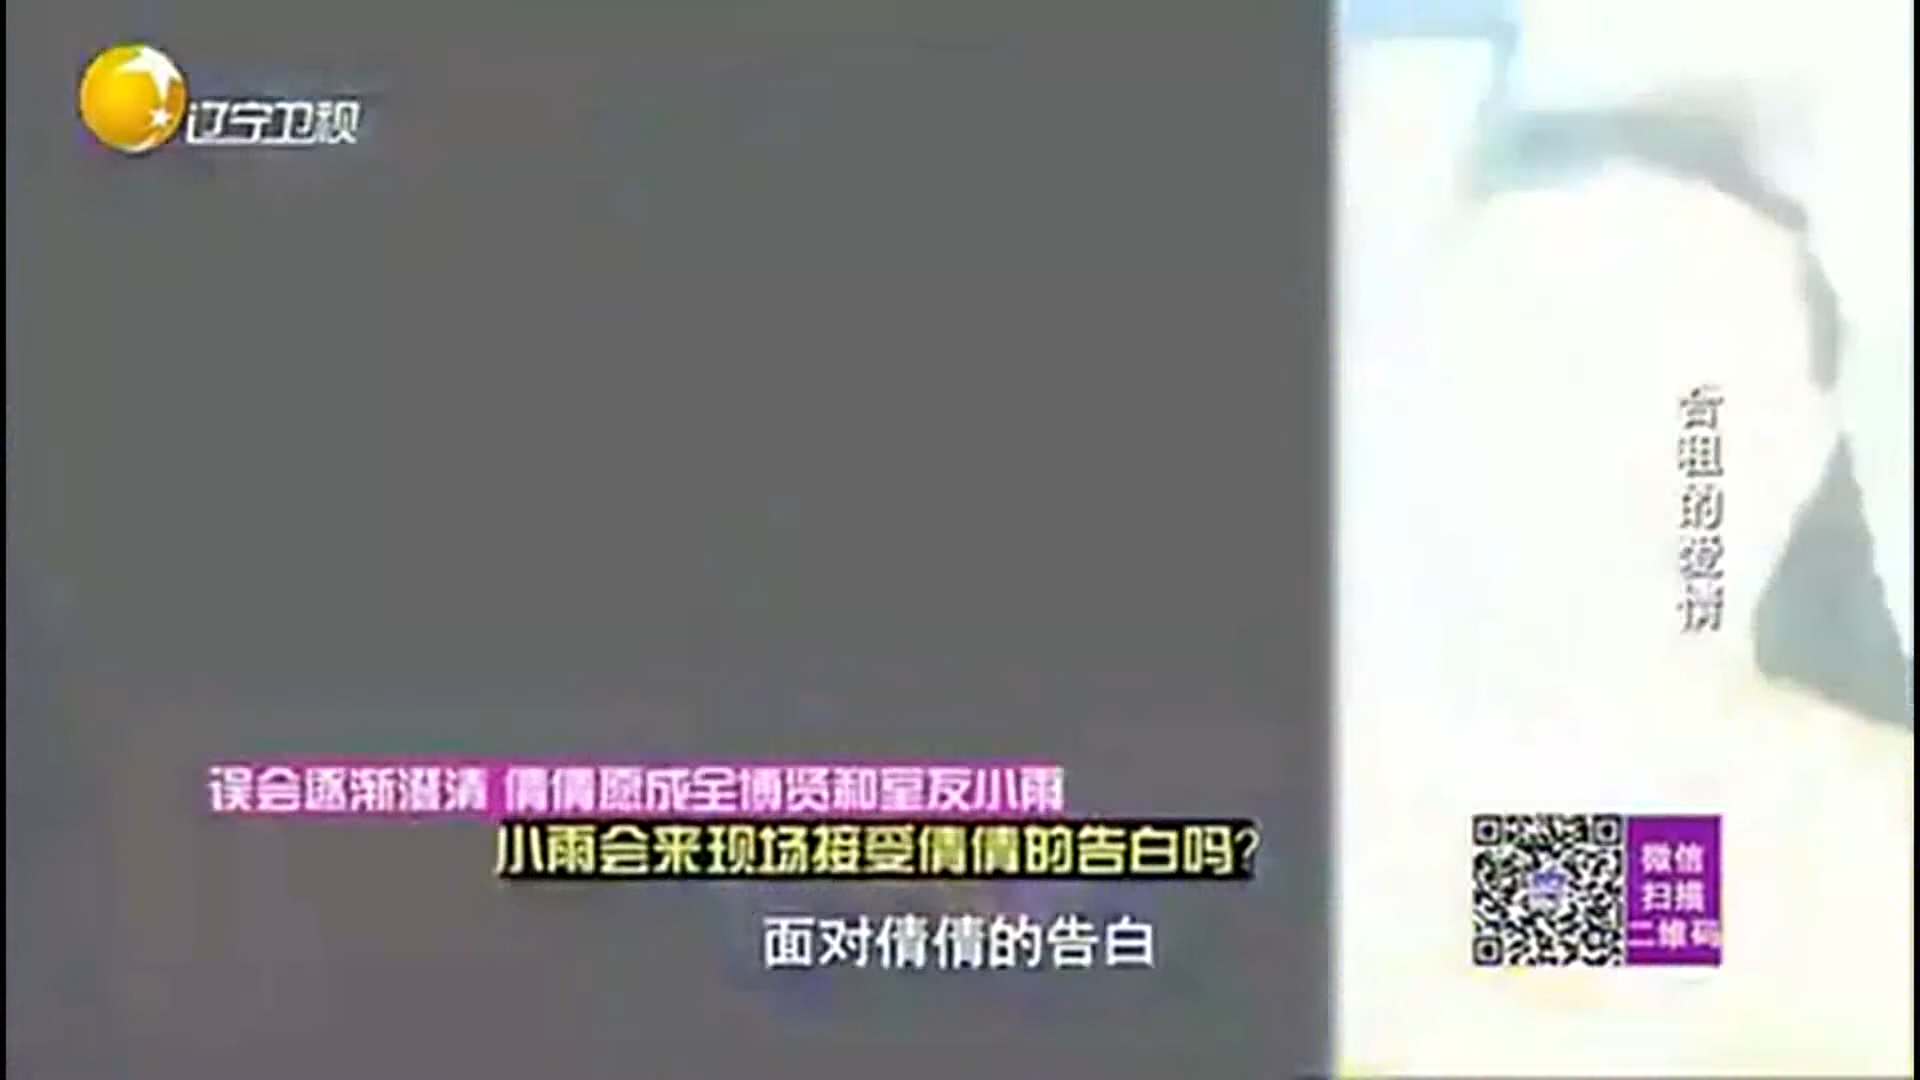 辽宁卫视
合租的爱情
误会逐渐澄清 倩倩愿成全博贤和室友小雨
小雨会来现场接受倩倩的告白吗?
面对倩倩的告白
微信
扫描
二维码